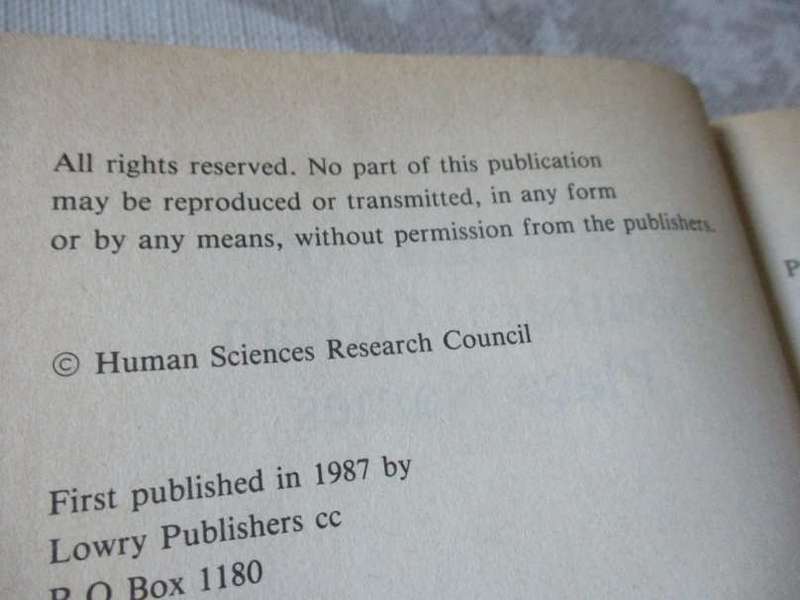 All rights reserved. No part of this publication
may be reproduced or transmitted, in any form
or by any means, without permission from the publishers.
© Human Sciences Research Council
First published in 1987 by
Lowry Publishers cc
P O Box 1180
P